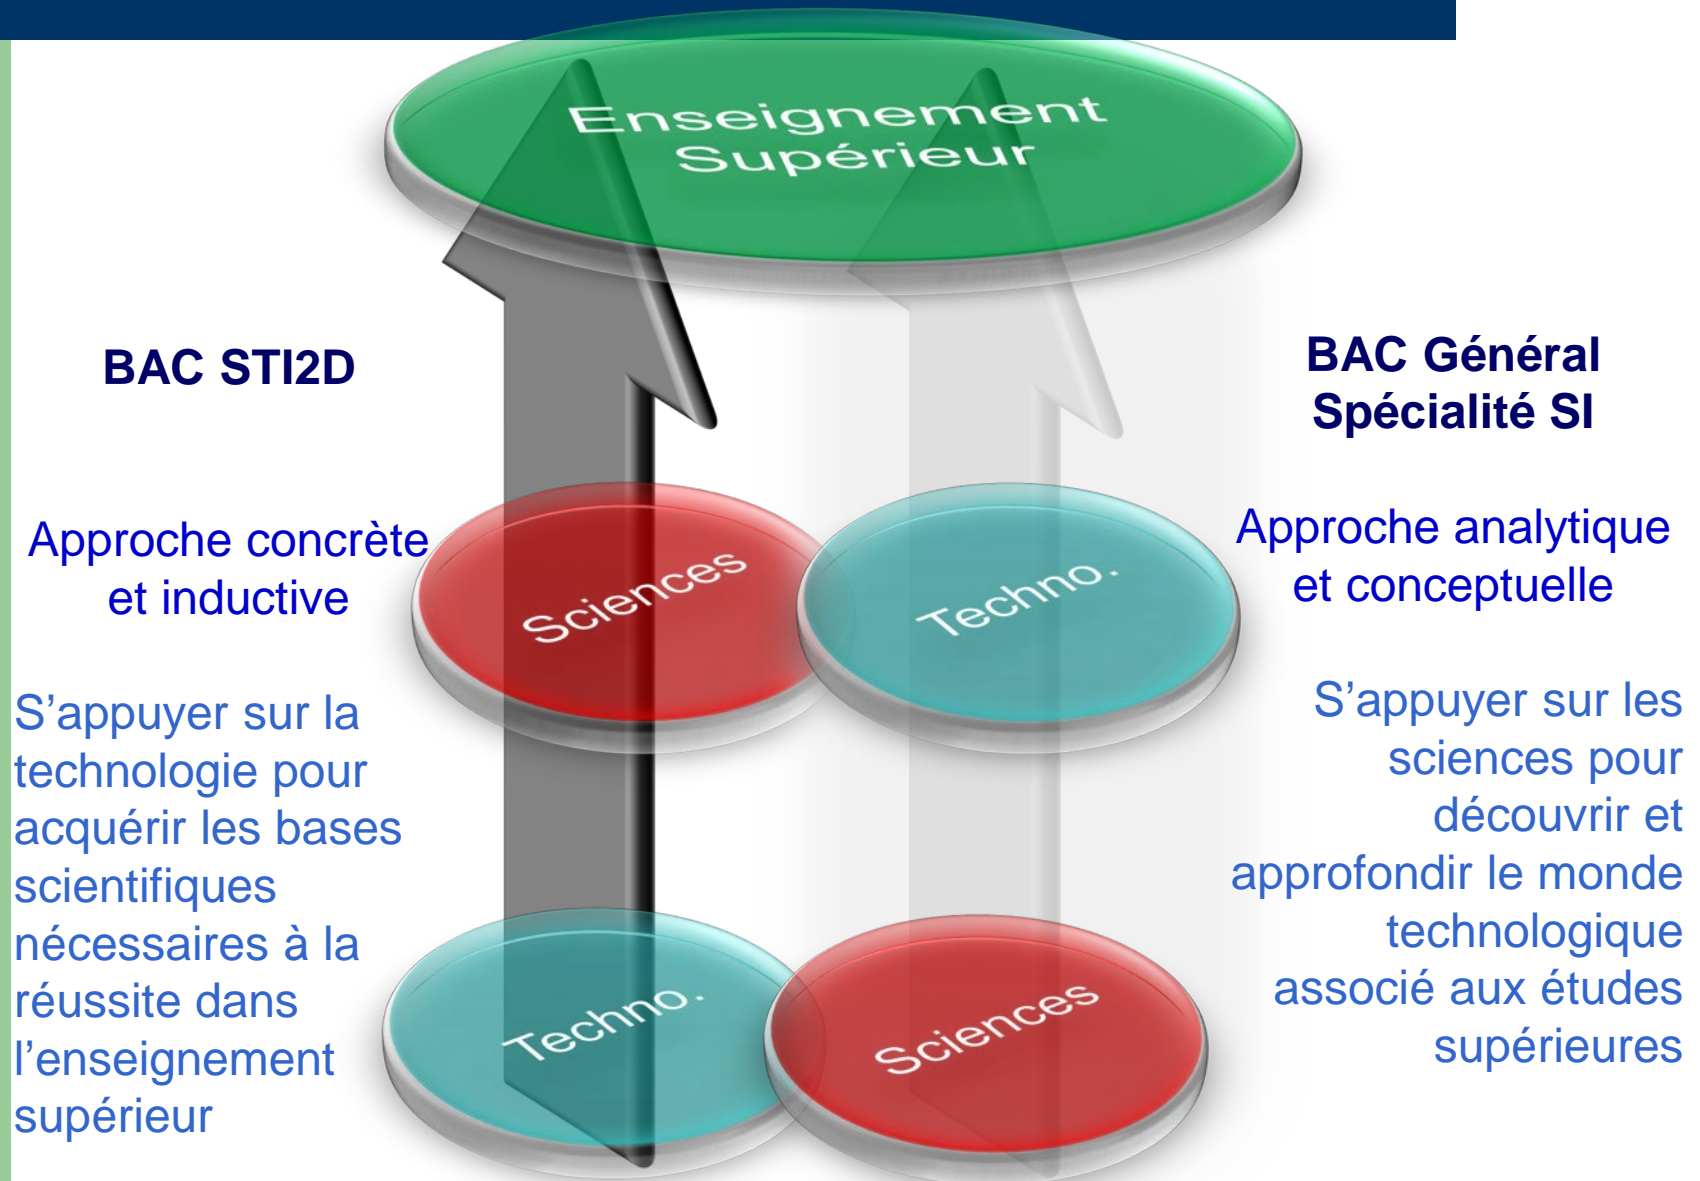 Enseignement
Supérieur
BAC STI2D
Approche concrète
et inductive
S’appuyer sur la
technologie pour
acquérir les bases
scientifiques
nécessaires à la
réussite dans
l’enseignement
supérieur
Sciences
Techno.
Techno.
Sciences
BAC Général
Spécialité SI
Approche analytique
et conceptuelle
S’appuyer sur les
sciences pour
découvrir et
approfondir le monde
technologique
associé aux études
supérieures